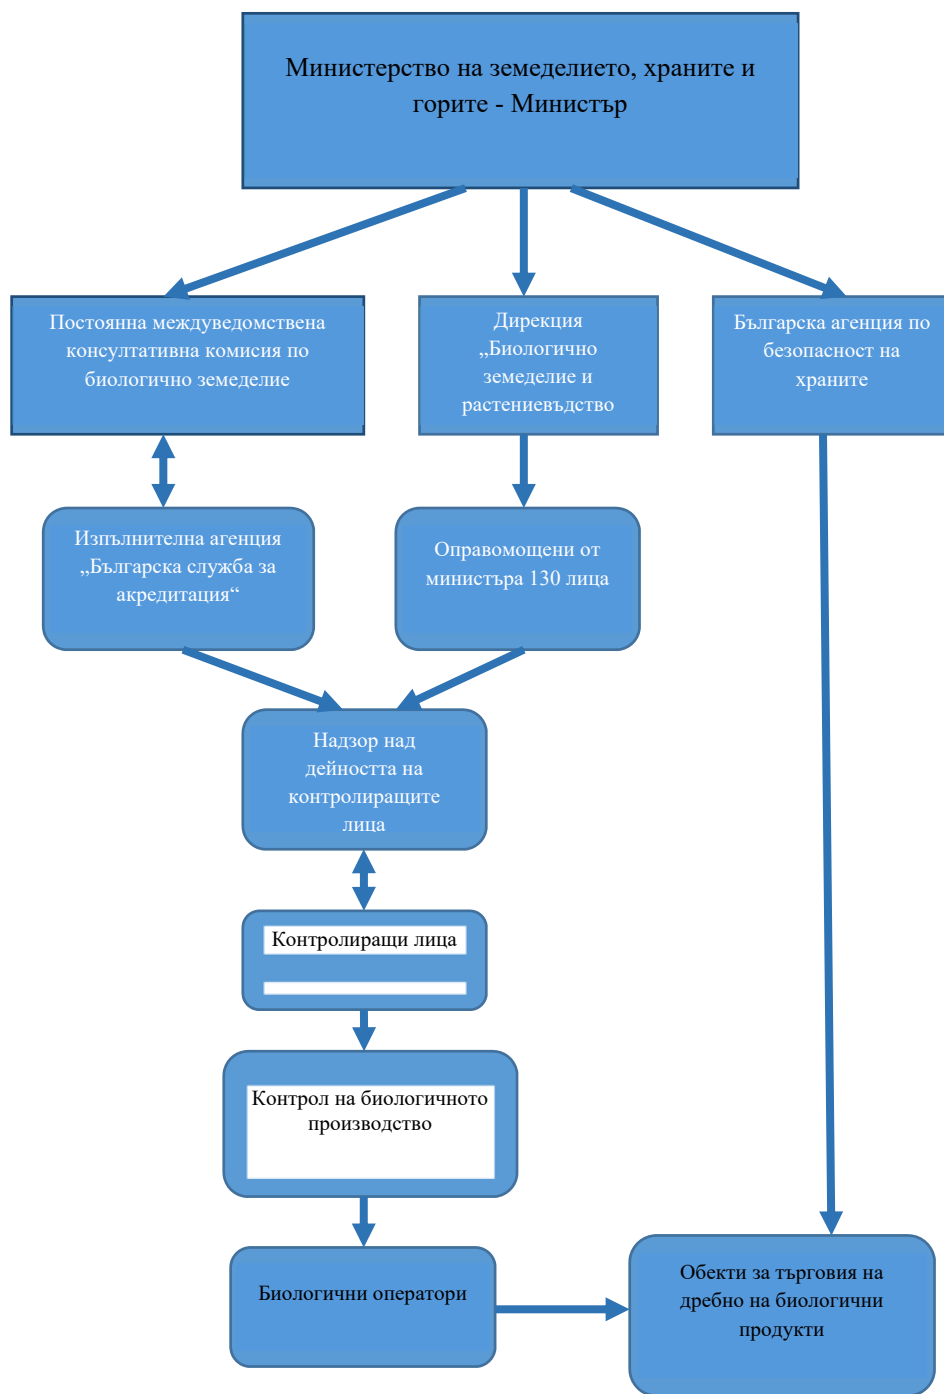 Министерство на земеделието, храните и
горите - Министър
Постоянна междуведомствена
консултативна комисия по
биологично земеделие
Дирекция
„Биологично
земеделие и
растениевъдство
Българска агенция по
безопасност на
храните
Изпълнителна агенция
„Българска служба за
акредитация“
Оправомощени от
министъра 130 лица
Надзор над
дейността на
контролиращите
лица
Контролиращи лица
Контрол на биологичното
производство
Биологични оператори
Обекти за търговия на
дребно на биологични
продукти